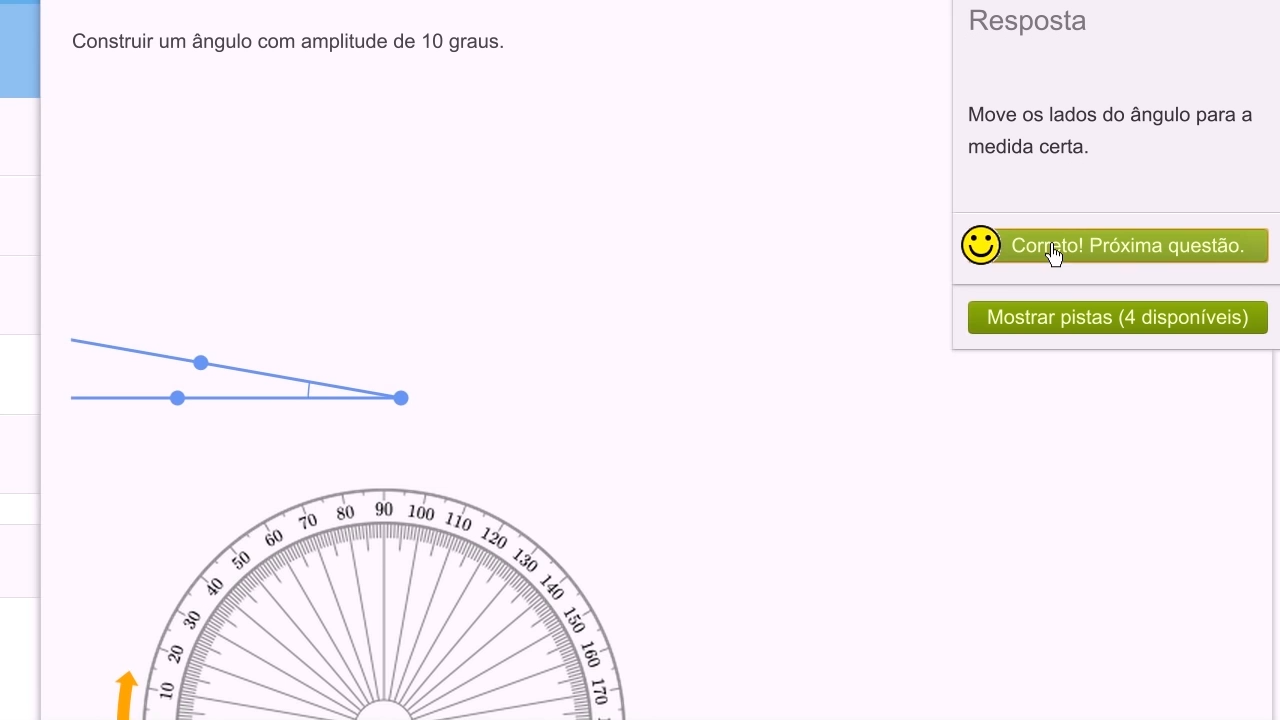 Construir um ângulo com amplitude de 10 graus.
Resposta
Move os lados do ângulo para a
medida certa.
Correto! Próxima questão.
Mostrar pistas (4 disponíveis)
10
20
30
40
50
60
70
80
90
100
110
120
130
140
150
160
170